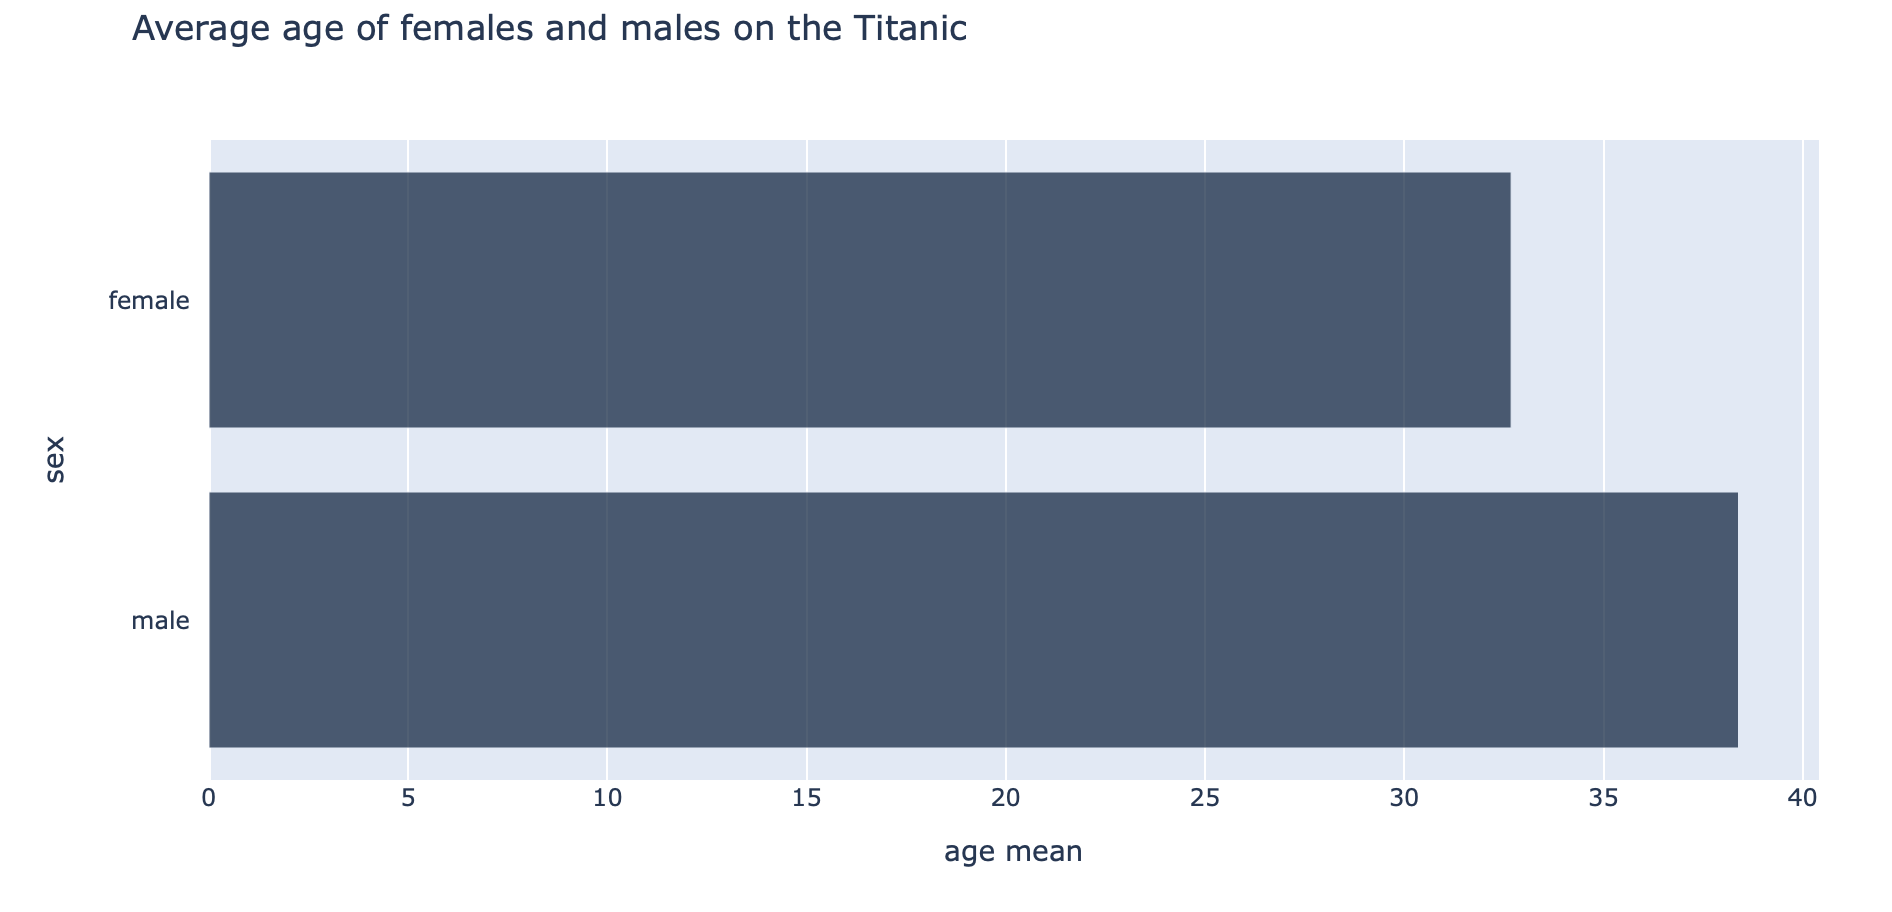 Average age of females and males on the Titanic
female
sex
male
0 5 10 15 20 25 30 35 40
age mean